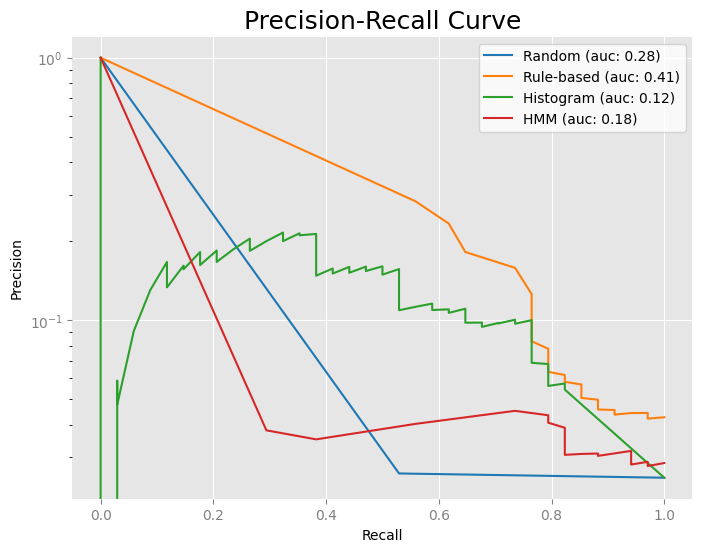 Precision-Recall Curve
Random (auc: 0.28)
Rule-based (auc: 0.41)
Histogram (auc: 0.12)
HMM (auc: 0.18)
10⁰
10⁻¹
Precision
0.0 0.2 0.4 0.6 0.8 1.0
Recall